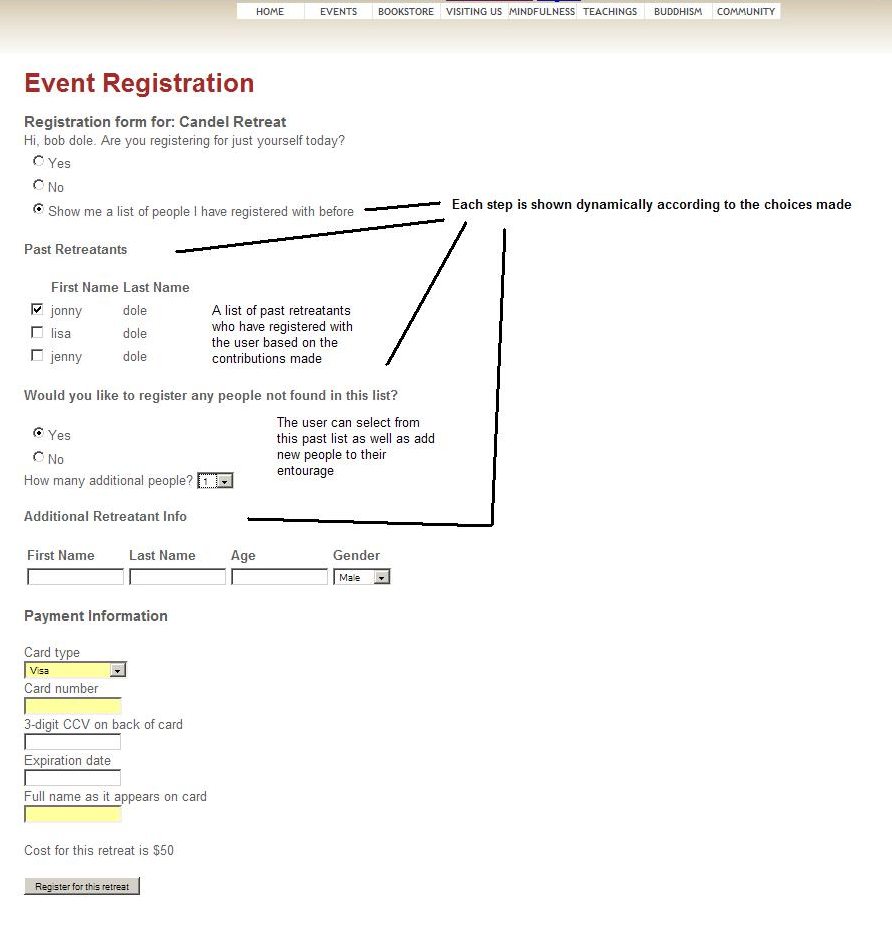 HOME EVENTS BOOKSTORE VISITING US MINDFULNESS TEACHINGS BUDDHISM COMMUNITY
Event Registration
Registration form for: Candel Retreat
Hi, bob dole. Are you registering for just yourself today?
Yes
No
Show me a list of people I have registered with before
Each step is shown dynamically according to the choices made
Past Retreatants
First Name Last Name
jonny dole
lisa dole
jenny dole
A list of past retreatants
who have registered with
the user based on the
contributions made
Would you like to register any people not found in this list?
Yes
No
The user can select from
this past list as well as add
new people to their
entourage
How many additional people? 1
Additional Retreatant Info
First Name Last Name Age Gender
Male
Payment Information
Card type
Visa
Card number
3-digit CCV on back of card
Expiration date
Full name as it appears on card
Cost for this retreat is $50
Register for this retreat